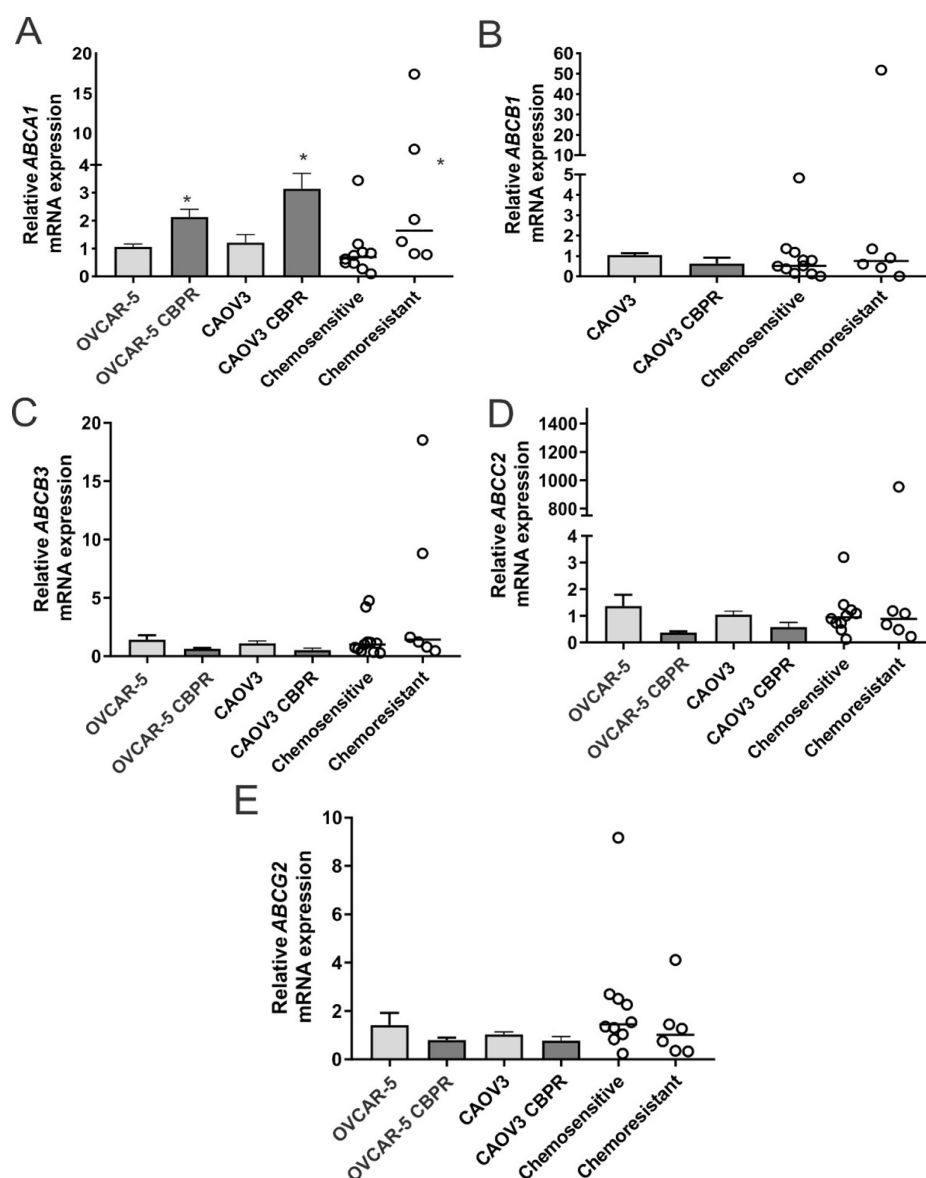 A
Relative ABCA1
mRNA expression
20
15
10
4
3
2
1
0
*
*
*
OVCAR-5
OVCAR-5 CBPR
CAOV3
CAOV3 CBPR
Chemosensitive
Chemoresistant
B
Relative ABCB1
mRNA expression
60
50
40
30
20
10
5
4
3
2
1
0
CAOV3
CAOV3 CBPR
Chemosensitive
Chemoresistant
C
Relative ABCB3
mRNA expression
20
15
10
5
0
OVCAR-5
OVCAR-5 CBPR
CAOV3
CAOV3 CBPR
Chemosensitive
Chemoresistant
D
Relative ABCC2
mRNA expression
1400
1200
1000
800
4
3
2
1
0
OVCAR-5
OVCAR-5 CBPR
CAOV3
CAOV3 CBPR
Chemosensitive
Chemoresistant
E
Relative ABCG2
mRNA expression
10
8
6
4
2
0
OVCAR-5
OVCAR-5 CBPR
CAOV3
CAOV3 CBPR
Chemosensitive
Chemoresistant